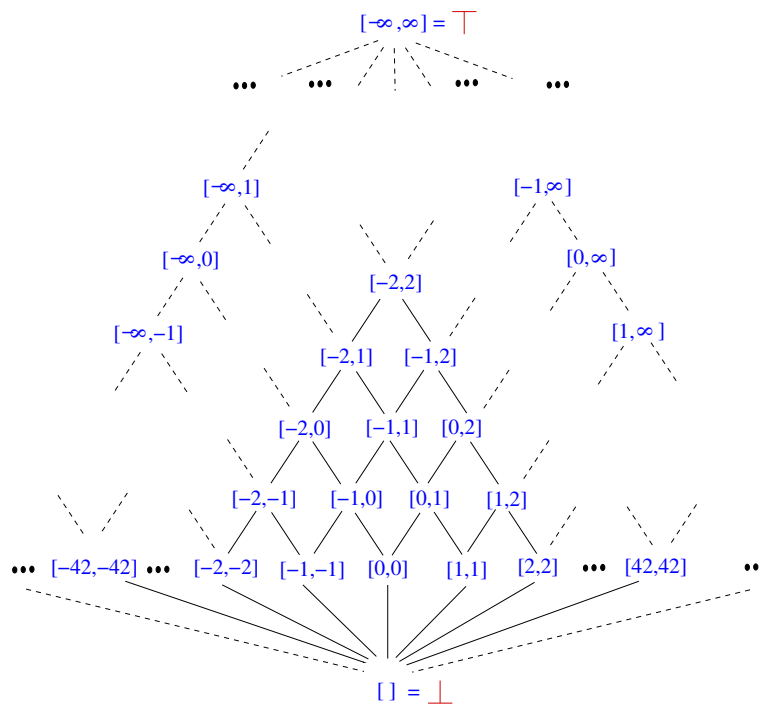 [−∞,∞] = ⊤
••• ••• ••• •••
[−∞,1] [−1,∞]
[−∞,0] [0,∞]
[−2,2]
[−∞,−1] [1,∞]
[−2,1] [−1,2]
[−2,0] [−1,1] [0,2]
[−2,−1] [−1,0] [0,1] [1,2]
••• [−42,−42] ••• [−2,−2] [−1,−1] [0,0] [1,1] [2,2] ••• [42,42] ••
[ ] = ⊥